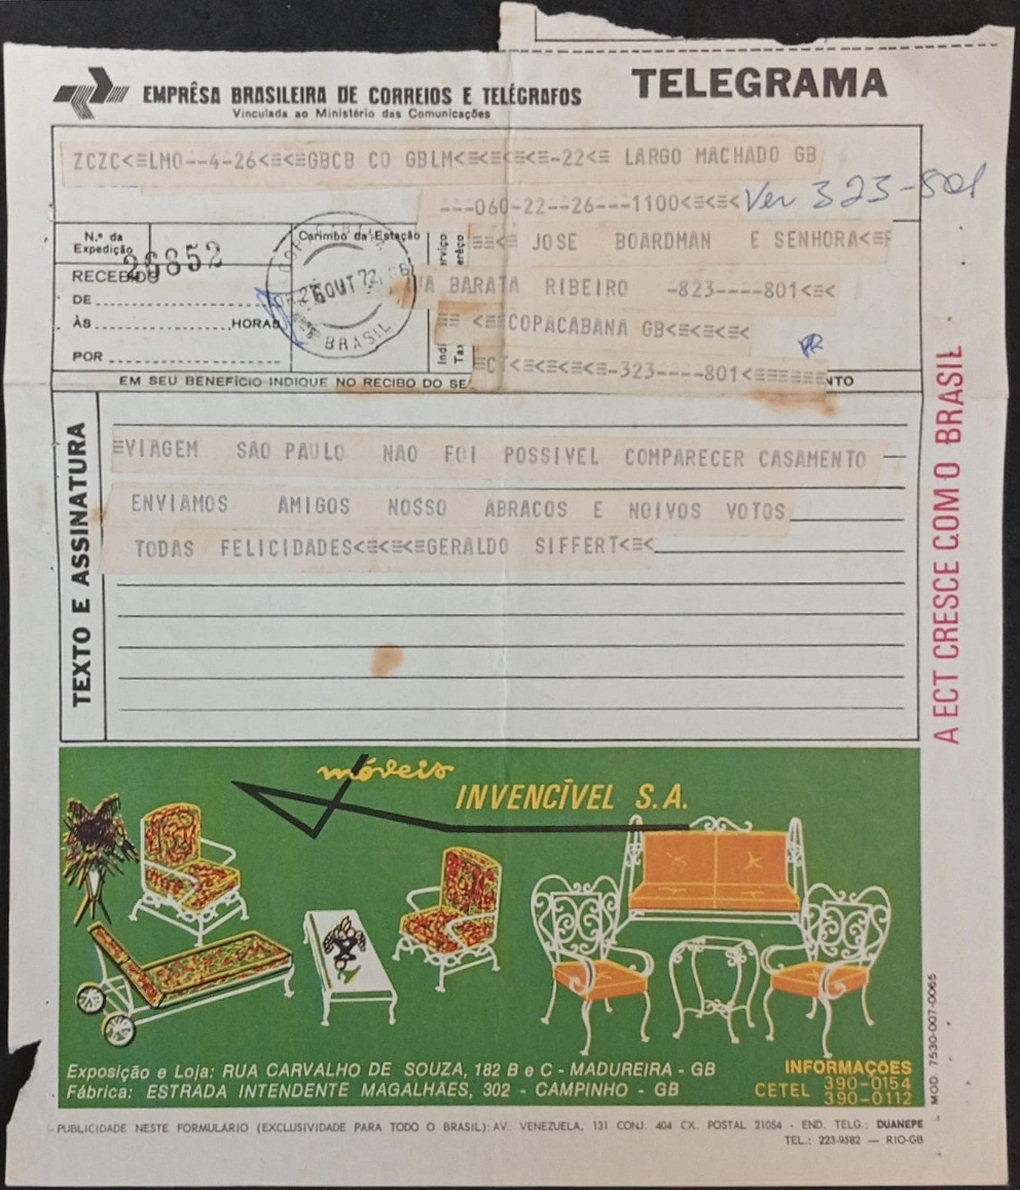 TELEGRAMA
EMPRÊSA BRASILEIRA DE CORREIOS E TELÉGRAFOS
Vinculada ao Ministério das Comunicações
ZCZC<≡LMO--4-26<≡<≡GBCB CO GBLM<≡<≡<≡<≡-22<≡ LARGO MACHADO GB
---060-22--26---1100<≡<≡< Ver 323-801
N.º da Expedição
26852
Carimbo da Estação
26 OUT 72
BRASIL
RECEBIDO
DE
ÀS HORAS
POR
≡≡<≡ JOSE BOARDMAN E SENHORA<≡
UA BARATA RIBEIRO -823----801<≡<
≡≡ <≡≡COPACABANA GB<≡<≡<≡<
≡CT<≡<≡<≡<≡-323----801<≡≡≡≡≡≡
EM SEU BENEFÍCIO INDIQUE NO RECIBO DO SE NTO
TEXTO E ASSINATURA
≡VIAGEM SAO PAULO NAO FOI POSSIVEL COMPARECER CASAMENTO
ENVIAMOS AMIGOS NOSSO ABRACOS E NOIVOS VOTOS
TODAS FELICIDADES<≡<≡<≡GERALDO SIFFERT<≡<
A ECT CRESCE COM O BRASIL
móveis
INVENCÍVEL S.A.
Exposição e Loja: RUA CARVALHO DE SOUZA, 182 B e C - MADUREIRA - GB
Fábrica: ESTRADA INTENDENTE MAGALHÃES, 302 - CAMPINHO - GB
INFORMAÇÕES
CETEL 390-0154
390-0112
MOD. 7530-007-0065
PUBLICIDADE NESTE FORMULÁRIO (EXCLUSIVIDADE PARA TODO O BRASIL): AV. VENEZUELA, 131 CONJ. 404 CX. POSTAL 21054 - END. TELG.: DUANEPE
TEL.: 223-9582 — RIO-GB